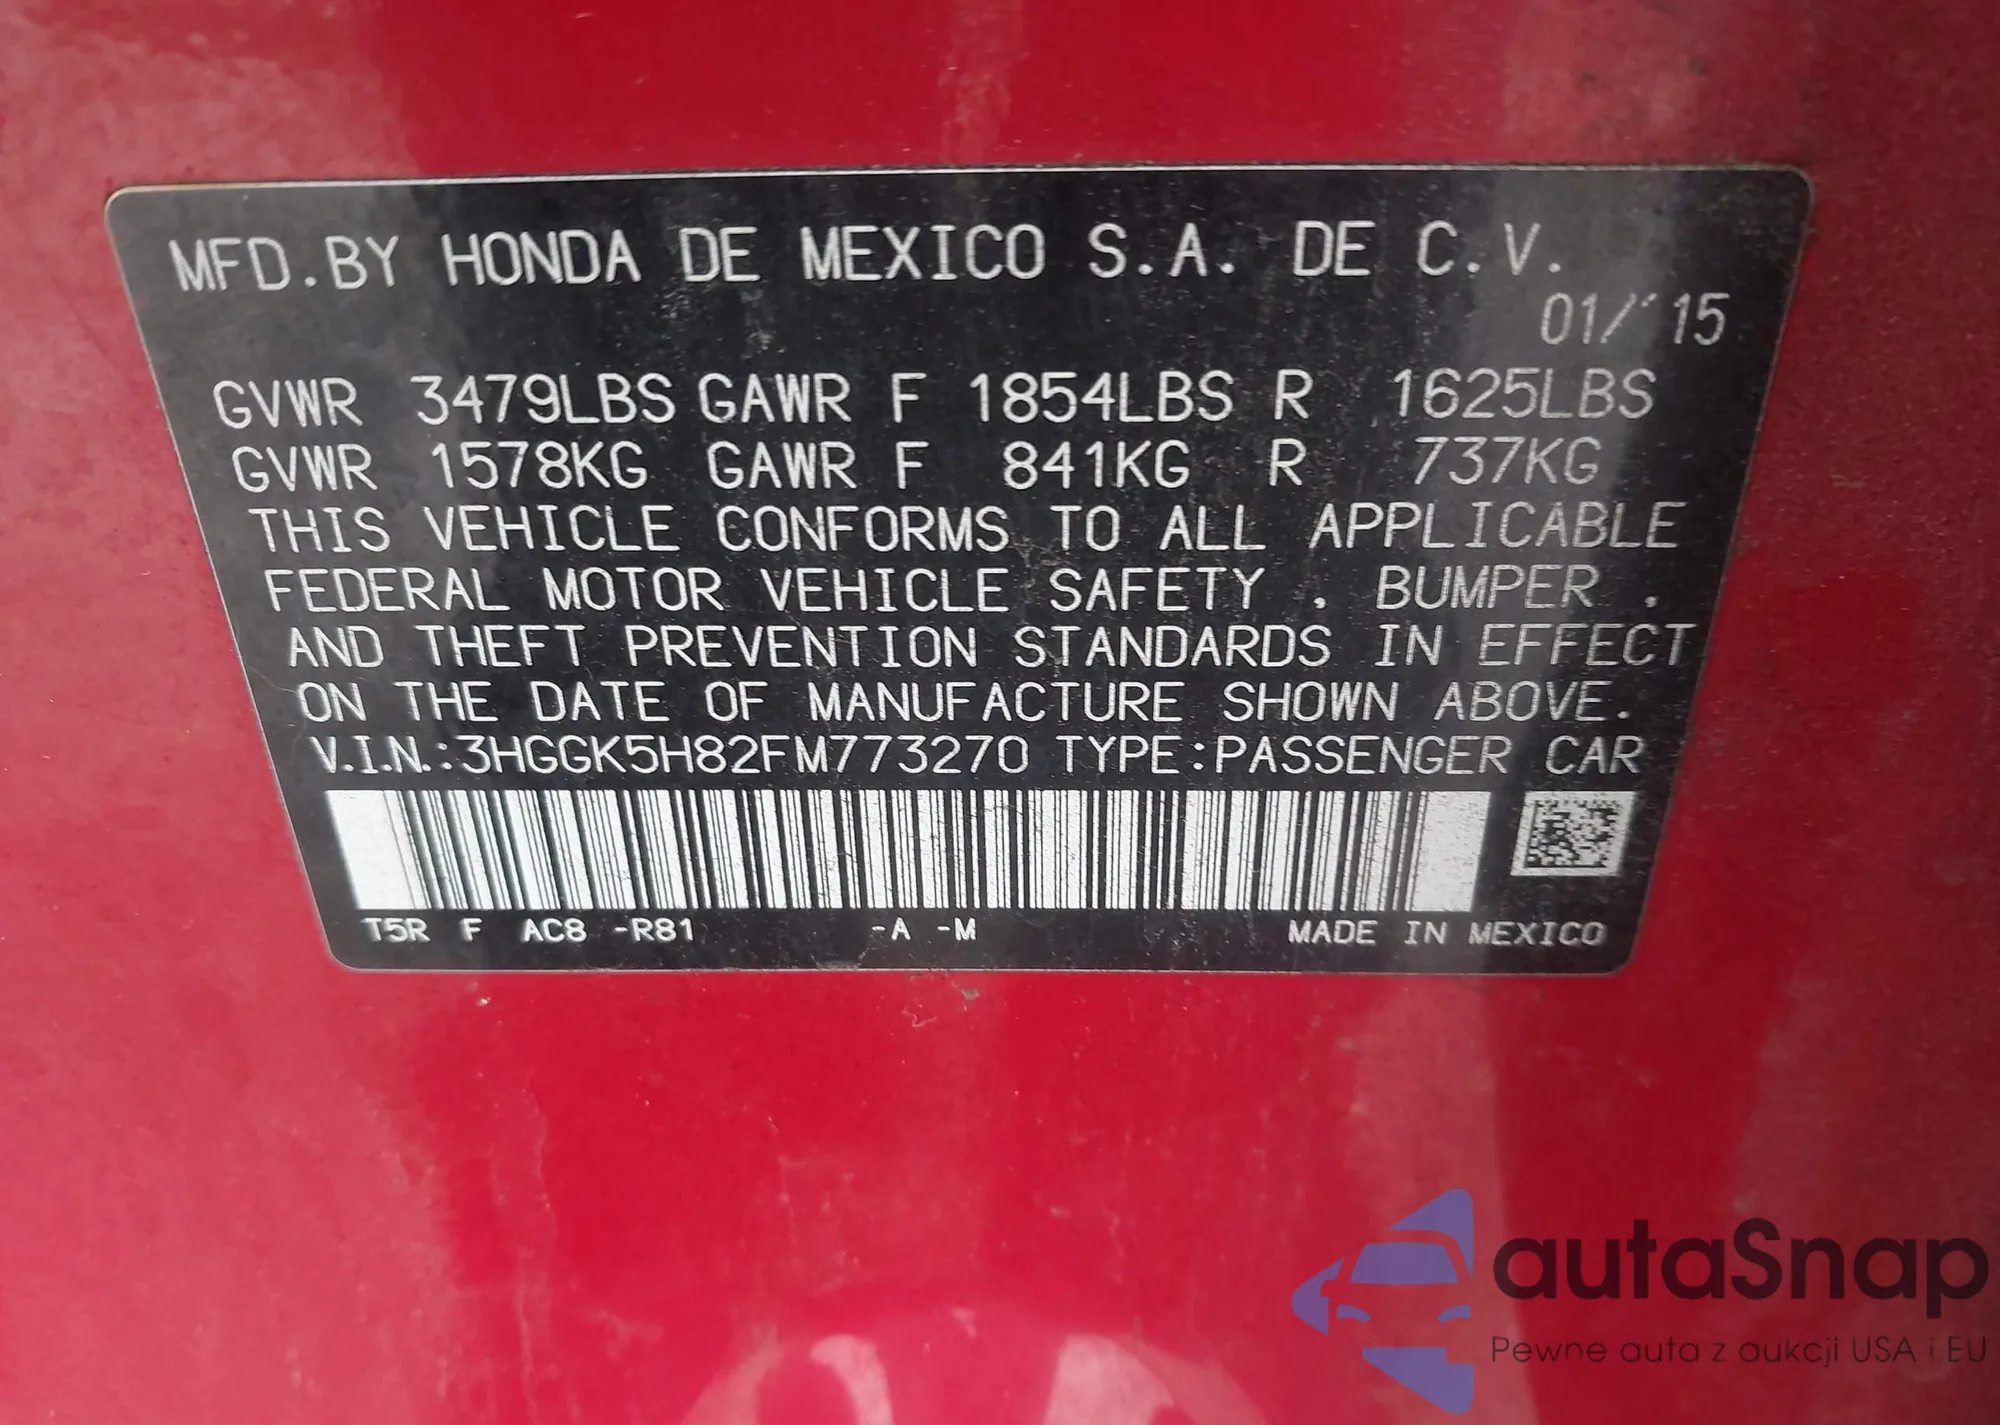 MFD.BY HONDA DE MEXICO S.A. DE C.V.
01/'15
GVWR 3479LBS GAWR F 1854LBS R 1625LBS
GVWR 1578KG GAWR F 841KG R 737KG
THIS VEHICLE CONFORMS TO ALL APPLICABLE
FEDERAL MOTOR VEHICLE SAFETY , BUMPER ,
AND THEFT PREVENTION STANDARDS IN EFFECT
ON THE DATE OF MANUFACTURE SHOWN ABOVE.
V.I.N.:3HGGK5H82FM773270 TYPE:PASSENGER CAR
T5R F AC8 -R81 -A -M MADE IN MEXICO
autaSnap
Pewne auta z aukcji USA i EU